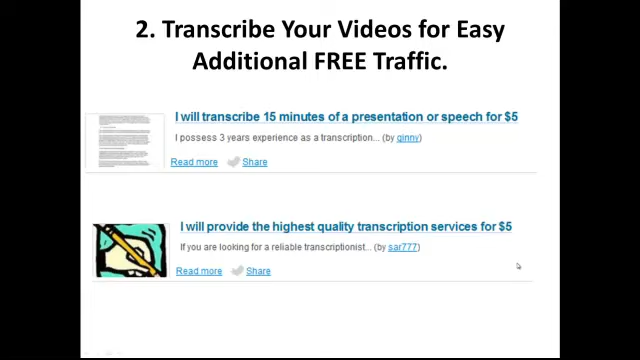 2. Transcribe Your Videos for Easy
Additional FREE Traffic.
I will transcribe 15 minutes of a presentation or speech for $5
I possess 3 years experience as a transcription... (by ginny)
Read more Share
I will provide the highest quality transcription services for $5
If you are looking for a reliable transcriptionist... (by sar777)
Read more Share